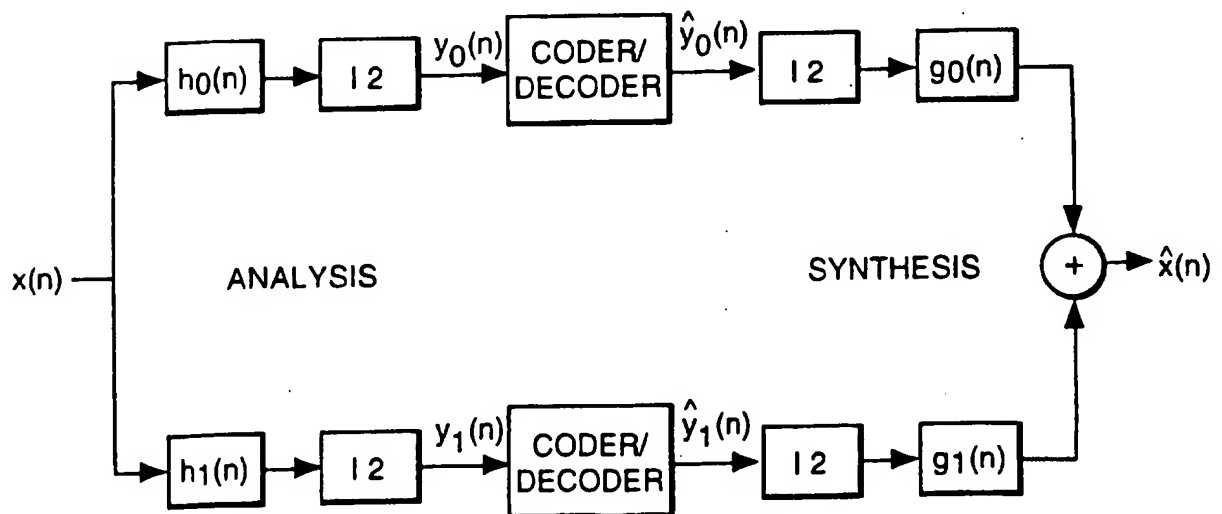 h0(n)
I 2
y0(n)
CODER/
DECODER
ŷ0(n)
I 2
g0(n)
x(n)
ANALYSIS
SYNTHESIS
+
x̂(n)
h1(n)
I 2
y1(n)
CODER/
DECODER
ŷ1(n)
I 2
g1(n)